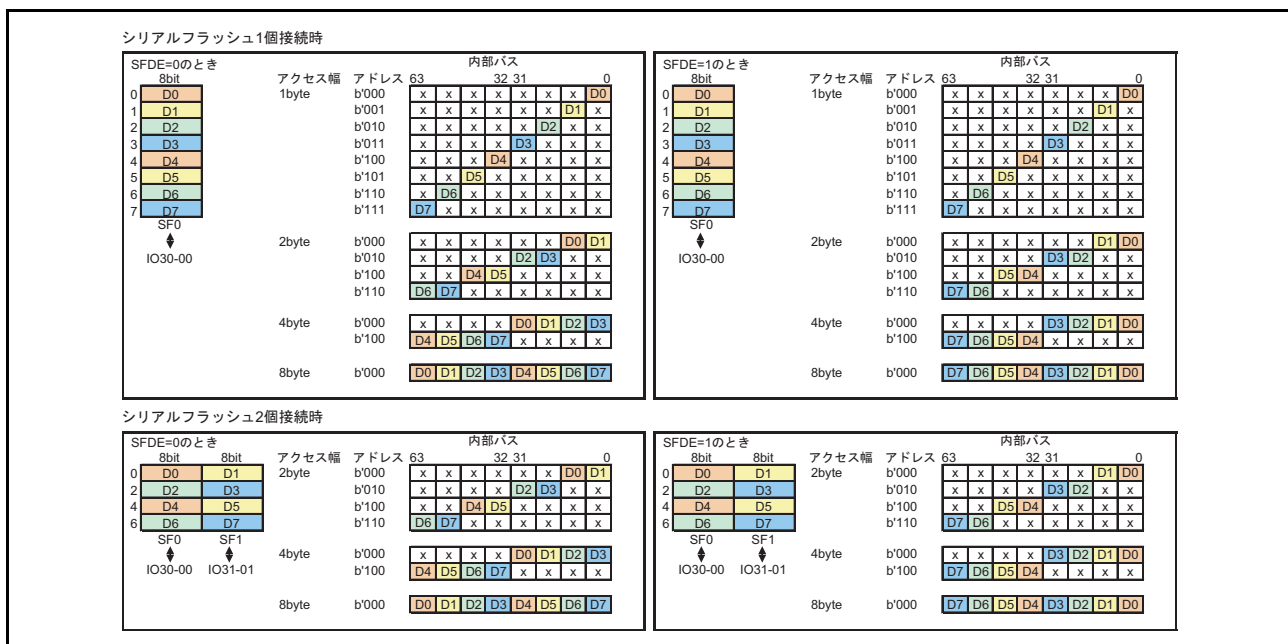 シリアルフラッシュ1個接続時
SFDE=0のとき
8bit
0 D0
1 D1
2 D2
3 D3
4 D4
5 D5
6 D6
7 D7
SF0
IO30-00
内部バス
アクセス幅 アドレス 63 32 31 0
1byte b'000 x x x x x x x D0
b'001 x x x x x x D1 x
b'010 x x x x x D2 x x
b'011 x x x x D3 x x x
b'100 x x x D4 x x x x
b'101 x x D5 x x x x x
b'110 x D6 x x x x x x
b'111 D7 x x x x x x x
2byte b'000 x x x x x x D0 D1
b'010 x x x x D2 D3 x x
b'100 x x D4 D5 x x x x
b'110 D6 D7 x x x x x x
4byte b'000 x x x x D0 D1 D2 D3
b'100 D4 D5 D6 D7 x x x x
8byte b'000 D0 D1 D2 D3 D4 D5 D6 D7
SFDE=1のとき
8bit
0 D0
1 D1
2 D2
3 D3
4 D4
5 D5
6 D6
7 D7
SF0
IO30-00
内部バス
アクセス幅 アドレス 63 32 31 0
1byte b'000 x x x x x x x D0
b'001 x x x x x x D1 x
b'010 x x x x x D2 x x
b'011 x x x x D3 x x x
b'100 x x x D4 x x x x
b'101 x x D5 x x x x x
b'110 x D6 x x x x x x
b'111 D7 x x x x x x x
2byte b'000 x x x x x x D1 D0
b'010 x x x x D3 D2 x x
b'100 x x D5 D4 x x x x
b'110 D7 D6 x x x x x x
4byte b'000 x x x x D3 D2 D1 D0
b'100 D7 D6 D5 D4 x x x x
8byte b'000 D7 D6 D5 D4 D3 D2 D1 D0
シリアルフラッシュ2個接続時
SFDE=0のとき
8bit 8bit
0 D0 D1
2 D2 D3
4 D4 D5
6 D6 D7
SF0 SF1
IO30-00 IO31-01
内部バス
アクセス幅 アドレス 63 32 31 0
2byte b'000 x x x x x x D0 D1
b'010 x x x x D2 D3 x x
b'100 x x D4 D5 x x x x
b'110 D6 D7 x x x x x x
4byte b'000 x x x x D0 D1 D2 D3
b'100 D4 D5 D6 D7 x x x x
8byte b'000 D0 D1 D2 D3 D4 D5 D6 D7
SFDE=1のとき
8bit 8bit
0 D0 D1
2 D2 D3
4 D4 D5
6 D6 D7
SF0 SF1
IO30-00 IO31-01
内部バス
アクセス幅 アドレス 63 32 31 0
2byte b'000 x x x x x x D1 D0
b'010 x x x x D3 D2 x x
b'100 x x D5 D4 x x x x
b'110 D7 D6 x x x x x x
4byte b'000 x x x x D3 D2 D1 D0
b'100 D7 D6 D5 D4 x x x x
8byte b'000 D7 D6 D5 D4 D3 D2 D1 D0